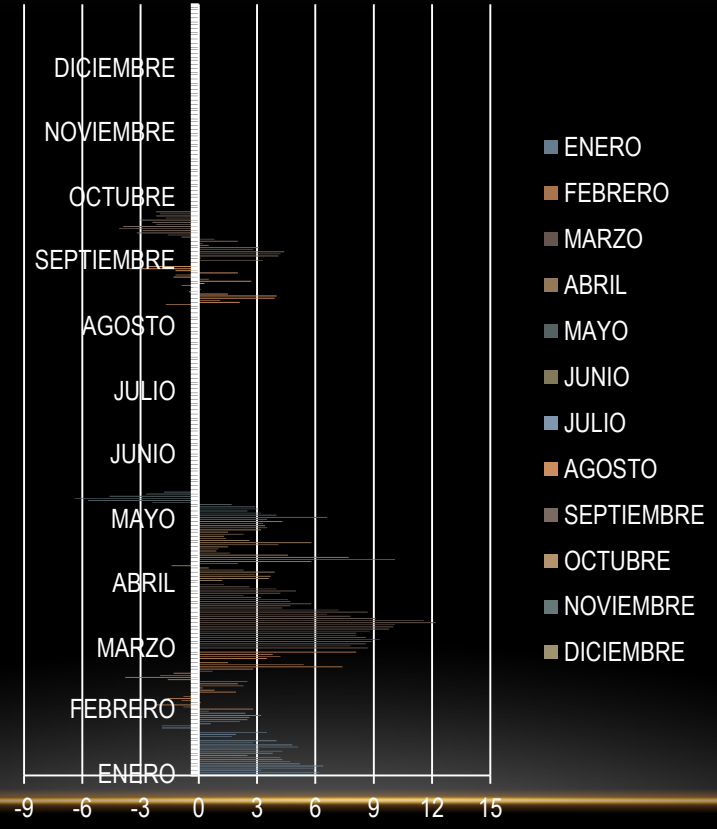 DICIEMBRE
NOVIEMBRE
OCTUBRE
SEPTIEMBRE
AGOSTO
JULIO
JUNIO
MAYO
ABRIL
MARZO
FEBRERO
ENERO
-9 -6 -3 0 3 6 9 12 15
ENERO
FEBRERO
MARZO
ABRIL
MAYO
JUNIO
JULIO
AGOSTO
SEPTIEMBRE
OCTUBRE
NOVIEMBRE
DICIEMBRE